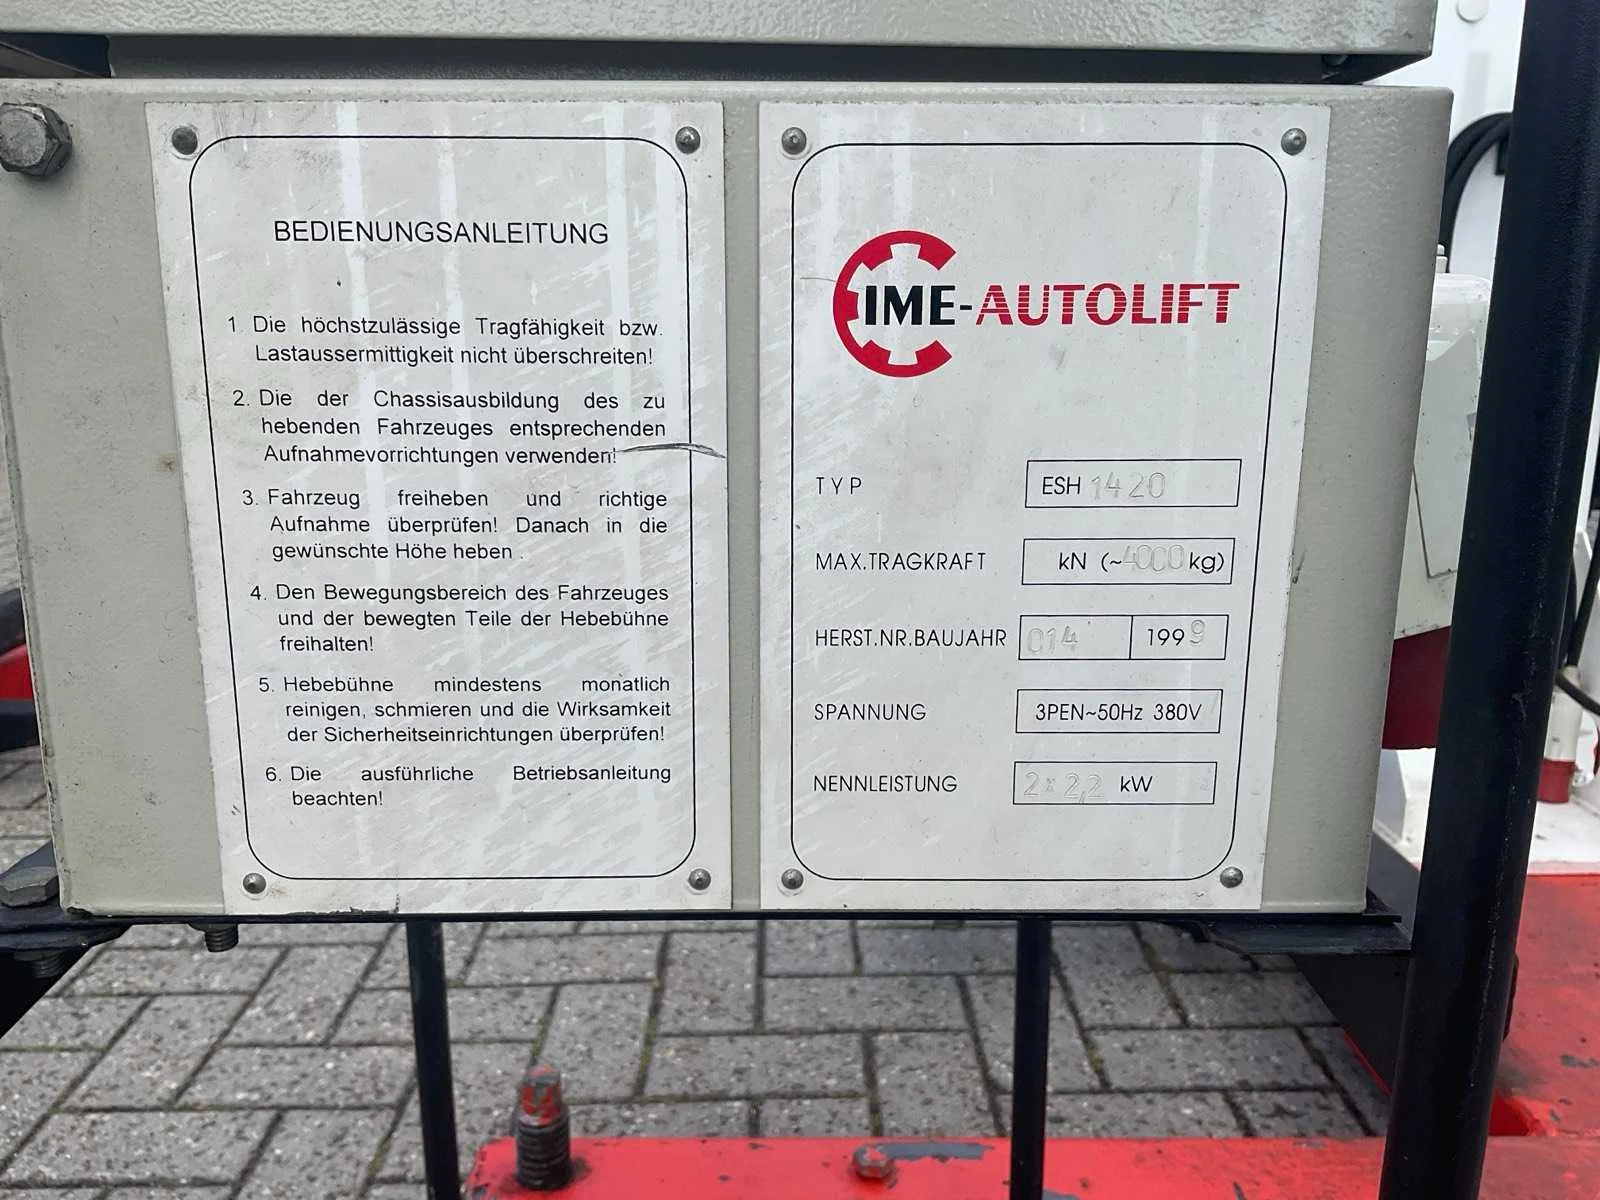 BEDIENUNGSANLEITUNG
1. Die höchstzulässige Tragfähigkeit bzw.
Lastaussermittigkeit nicht überschreiten!
2. Die der Chassisausbildung des zu
hebenden Fahrzeuges entsprechenden
Aufnahmevorrichtungen verwenden!
3. Fahrzeug freiheben und richtige
Aufnahme überprüfen! Danach in die
gewünschte Höhe heben .
4. Den Bewegungsbereich des Fahrzeuges
und der bewegten Teile der Hebebühne
freihalten!
5. Hebebühne mindestens monatlich
reinigen, schmieren und die Wirksamkeit
der Sicherheitseinrichtungen überprüfen!
6. Die ausführliche Betriebsanleitung
beachten!
IME-AUTOLIFT
TYP ESH 1420
MAX.TRAGKRAFT kN (~4000kg)
HERST.NR.BAUJAHR 014 1999
SPANNUNG 3PEN~50Hz 380V
NENNLEISTUNG 2x2,2 kW